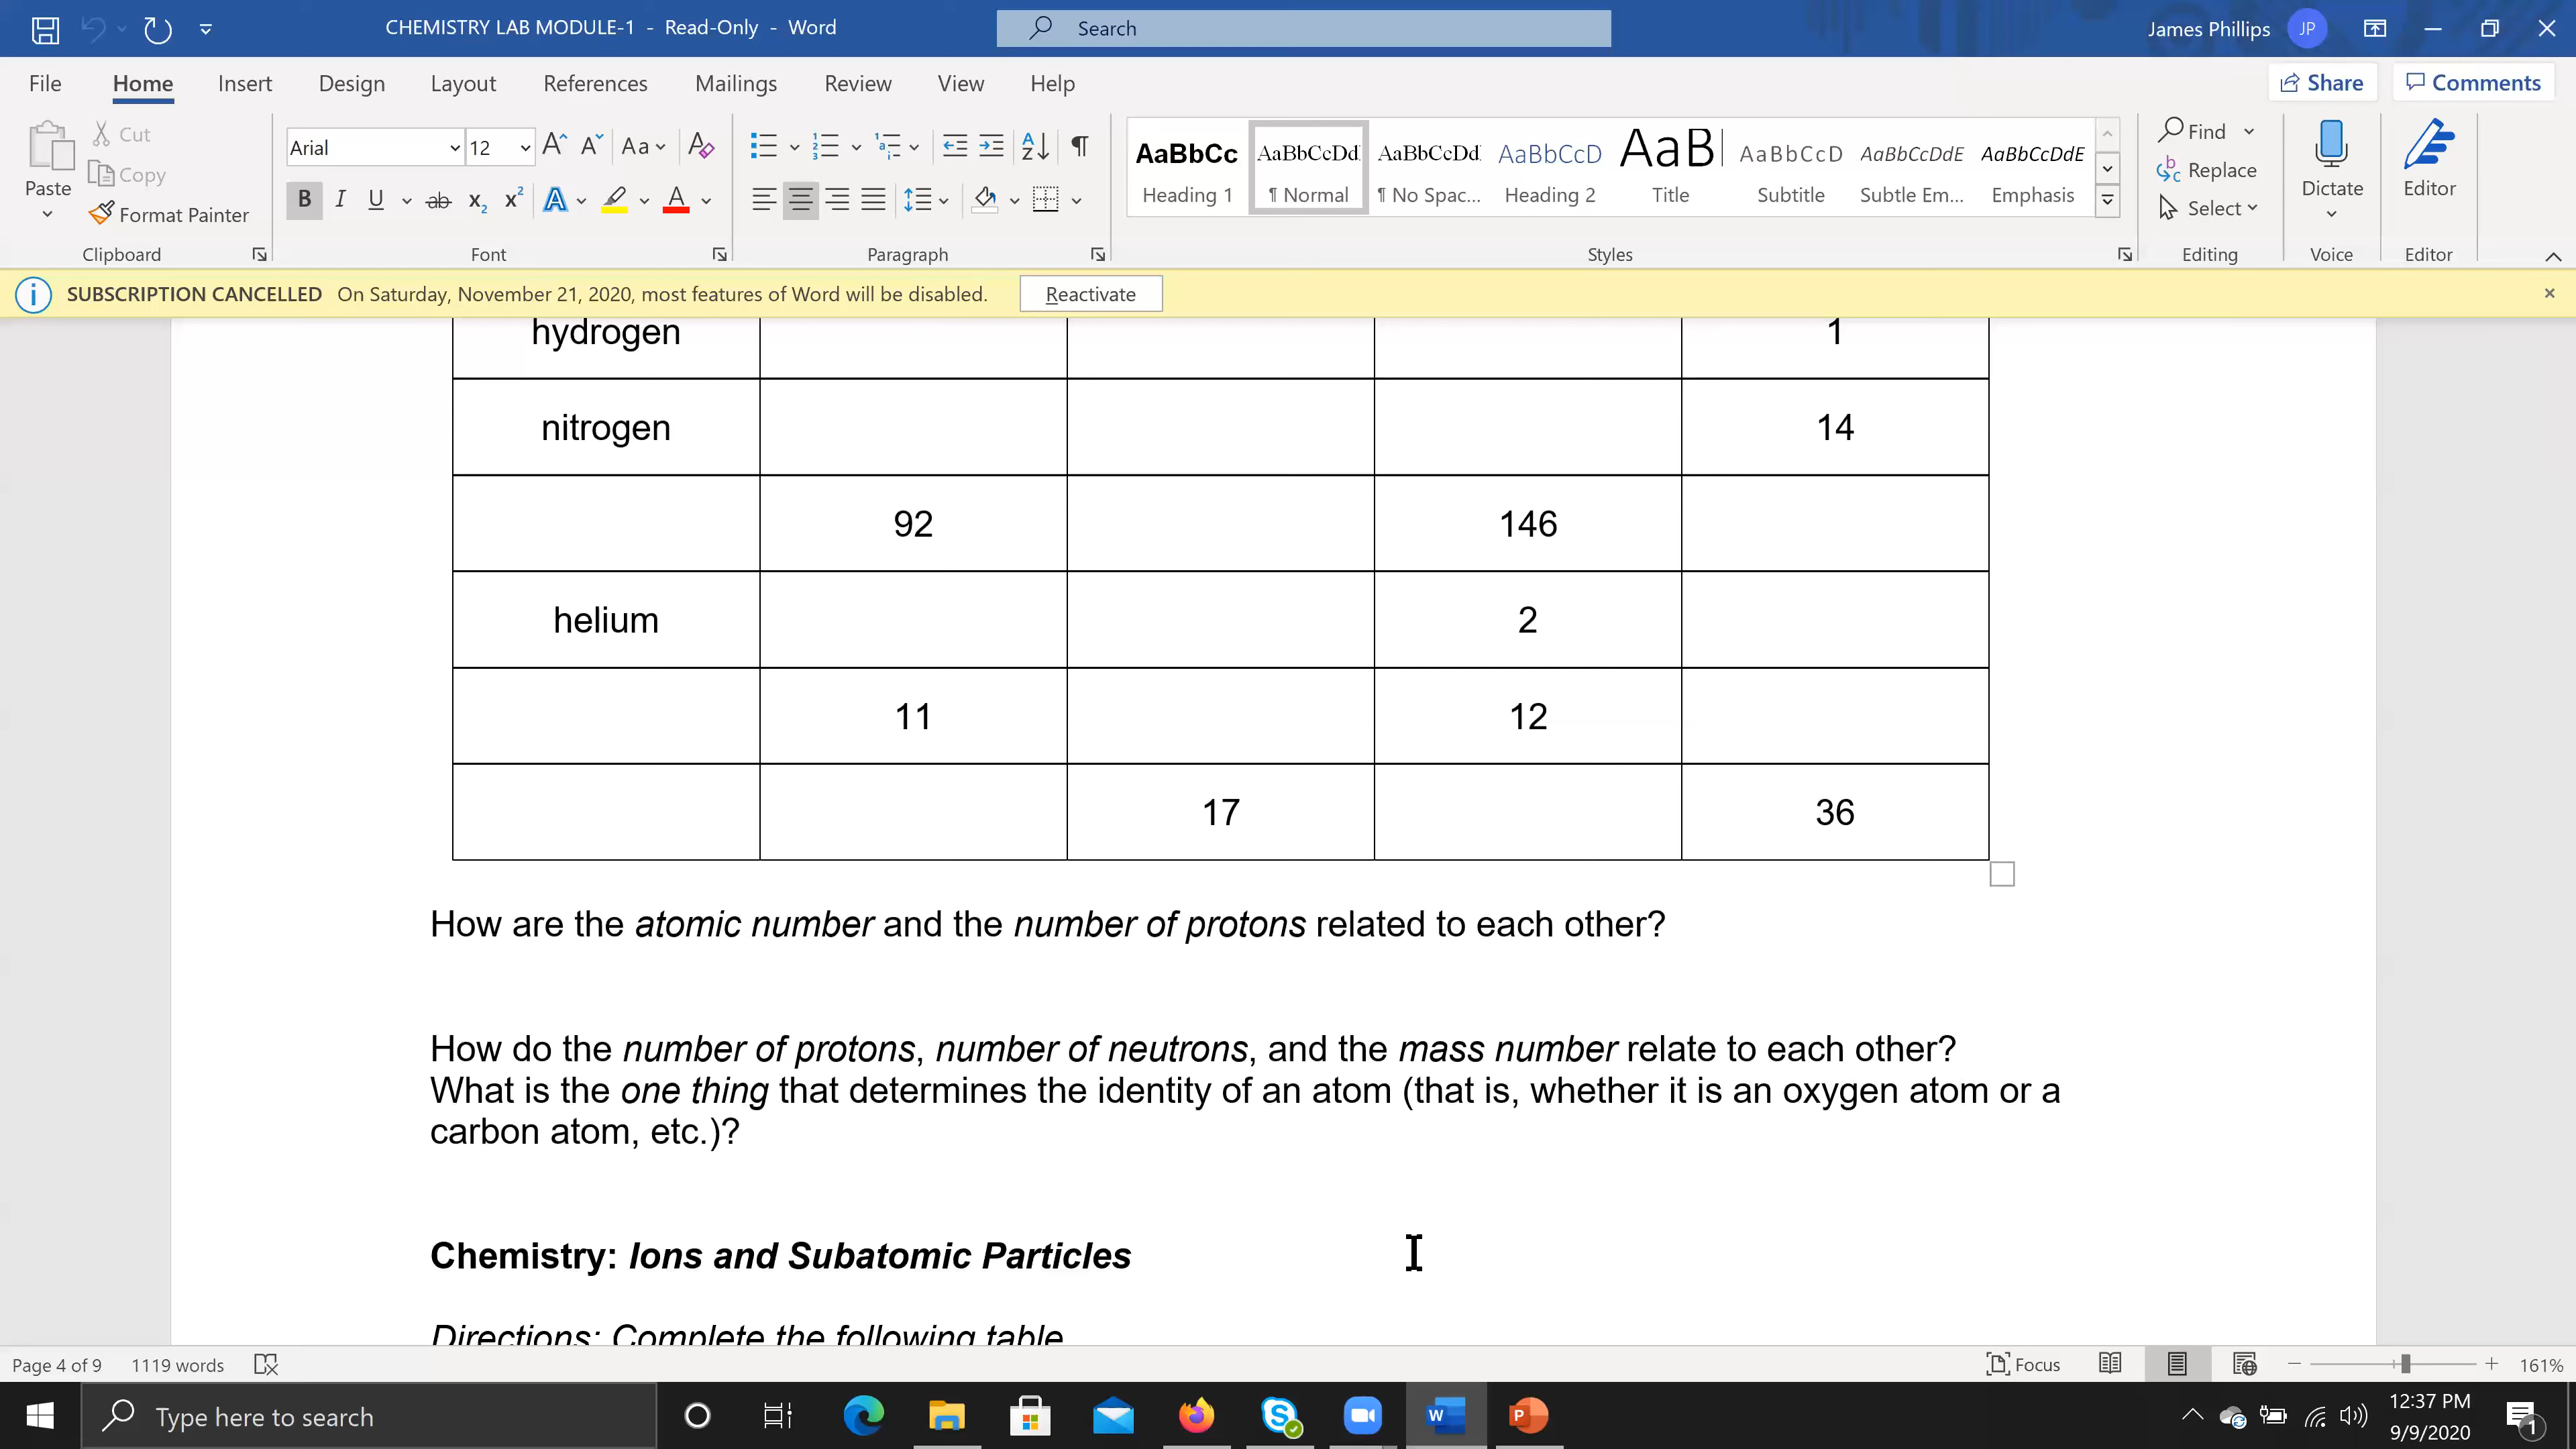 CHEMISTRY LAB MODULE-1 - Read-Only - Word
Search
James Phillips JP
File Home Insert Design Layout References Mailings Review View Help
Share Comments
Paste
Cut
Copy
Format Painter
Clipboard
Arial 12
Aa
B I U ab x2 x2 A A
Font
Paragraph
AaBbCc AaBbCcDd AaBbCcDd AaBbCcD AaB AaBbCcD AaBbCcDdE AaBbCcDdE
Heading 1 ¶ Normal ¶ No Spac... Heading 2 Title Subtitle Subtle Em... Emphasis
Styles
Find
Replace
Select
Editing
Dictate
Voice
Editor
Editor
SUBSCRIPTION CANCELLED On Saturday, November 21, 2020, most features of Word will be disabled. Reactivate
hydrogen 1
nitrogen 14
92 146
helium 2
11 12
17 36
How are the atomic number and the number of protons related to each other?
How do the number of protons, number of neutrons, and the mass number relate to each other?
What is the one thing that determines the identity of an atom (that is, whether it is an oxygen atom or a
carbon atom, etc.)?
Chemistry: Ions and Subatomic Particles
Directions: Complete the following table
Page 4 of 9 1119 words
Focus 161%
Type here to search
12:37 PM
9/9/2020
1